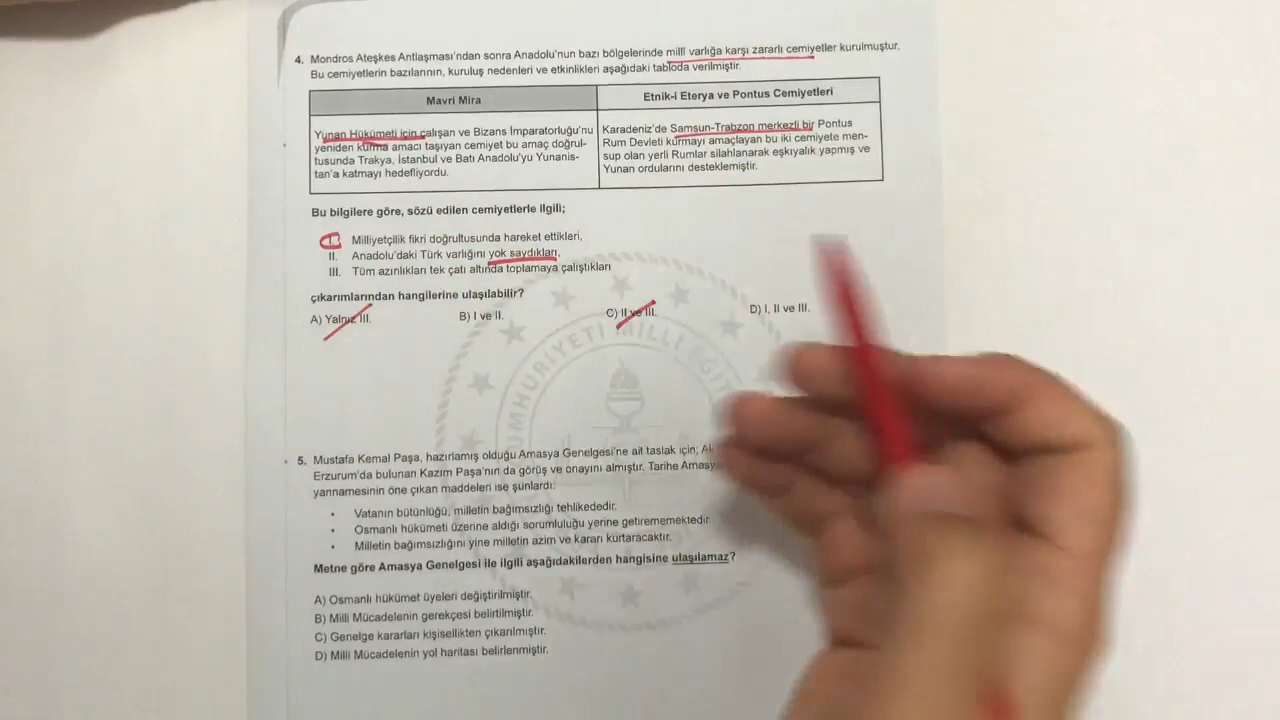 4. Mondros Ateşkes Antlaşması'ndan sonra Anadolu'nun bazı bölgelerinde millî varlığa karşı zararlı cemiyetler kurulmuştur.
Bu cemiyetlerin bazılarının, kuruluş nedenleri ve etkinlikleri aşağıdaki tabloda verilmiştir.
Mavri Mira
Yunan Hükümeti için çalışan ve Bizans İmparatorluğu'nu
yeniden kurma amacı taşıyan cemiyet bu amaç doğrul-
tusunda Trakya, İstanbul ve Batı Anadolu'yu Yunanis-
tan'a katmayı hedefliyordu.
Etnik-i Eterya ve Pontus Cemiyetleri
Karadeniz'de Samsun-Trabzon merkezli bir Pontus
Rum Devleti kurmayı amaçlayan bu iki cemiyete men-
sup olan yerli Rumlar silahlanarak eşkıyalık yapmış ve
Yunan ordularını desteklemiştir.
Bu bilgilere göre, sözü edilen cemiyetlerle ilgili;
I. Milliyetçilik fikri doğrultusunda hareket ettikleri,
II. Anadolu'daki Türk varlığını yok saydıkları,
III. Tüm azınlıkları tek çatı altında toplamaya çalıştıkları
çıkarımlarından hangilerine ulaşılabilir?
A) Yalnız III. B) I ve II. C) II ve III. D) I, II ve III.
5. Mustafa Kemal Paşa, hazırlamış olduğu Amasya Genelgesi'ne ait taslak için;
Erzurum'da bulunan Kazım Paşa'nın da görüş ve onayını almıştır. Tarihe
yannamesinin öne çıkan maddeleri ise şunlardı:
• Vatanın bütünlüğü, milletin bağımsızlığı tehlikededir.
• Osmanlı hükümeti üzerine aldığı sorumluluğu yerine getirememektedir
• Milletin bağımsızlığını yine milletin azim ve kararı kurtaracaktır.
Metne göre Amasya Genelgesi ile ilgili aşağıdakilerden hangisine ulaşılamaz?
A) Osmanlı hükümet üyeleri değiştirilmiştir.
B) Milli Mücadelenin gerekçesi belirtilmiştir.
C) Genelge kararları kişisellikten çıkarılmıştır.
D) Milli Mücadelenin yol haritası belirlenmiştir.